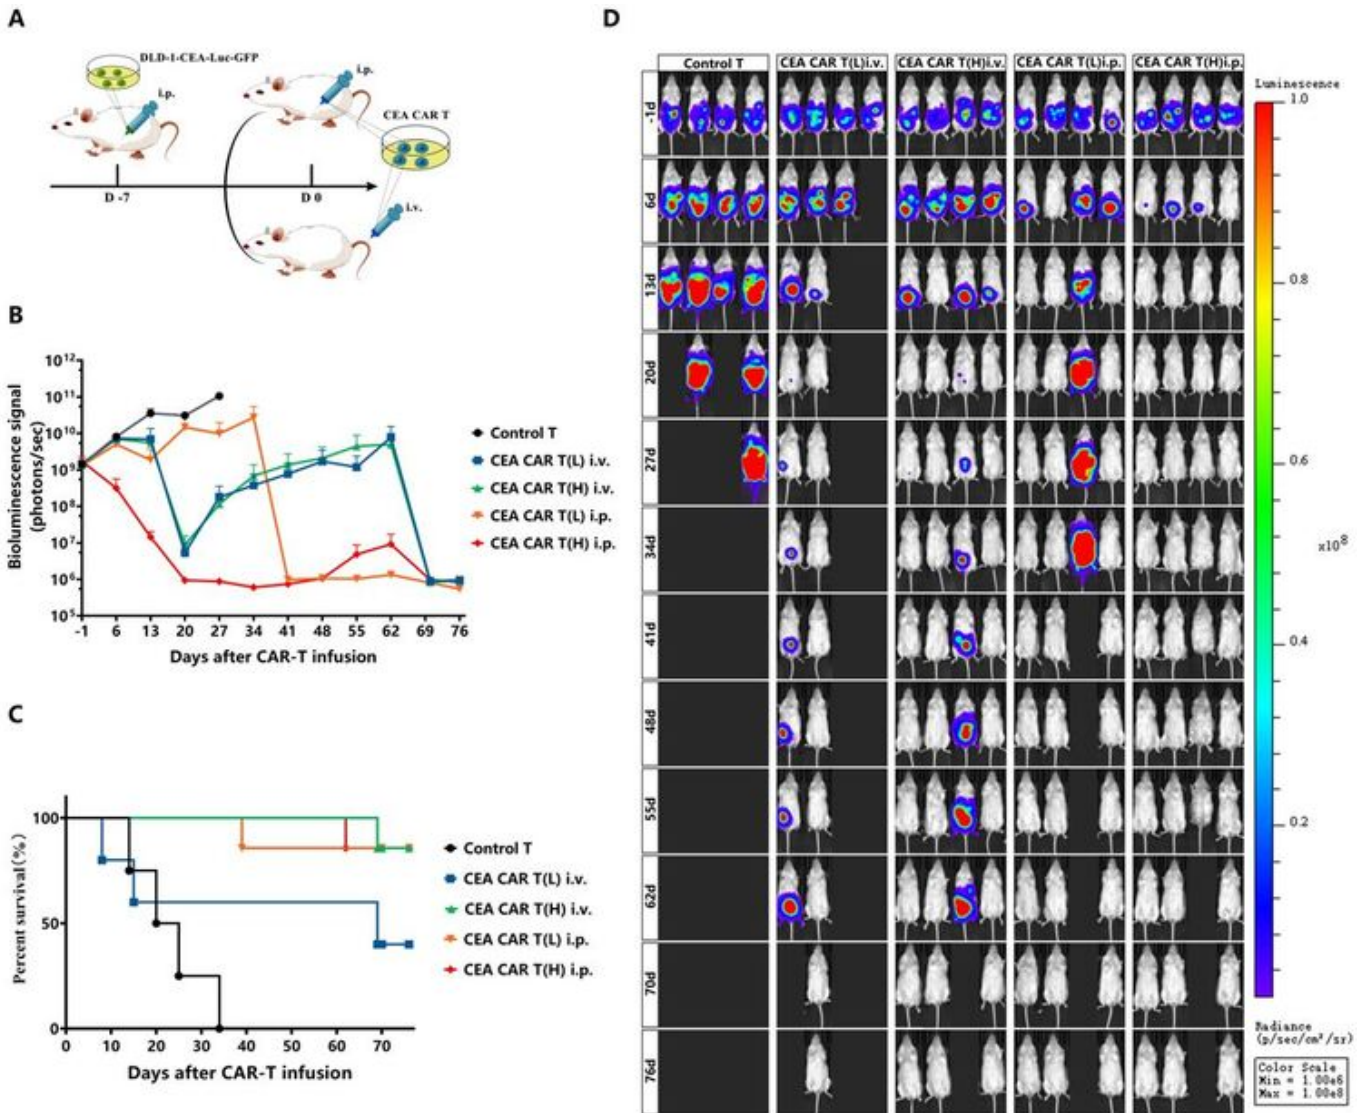 A
DLD-1-CEA-Luc-GFP
i.p.
i.p.
CEA CAR T
i.v.
D -7
D 0
B
Bioluminescence signal
(photons/sec)
10¹²
10¹¹
10¹⁰
10⁹
10⁸
10⁷
10⁶
10⁵
-1 6 13 20 27 34 41 48 55 62 69 76
Days after CAR-T infusion
Control T
CEA CAR T(L) i.v.
CEA CAR T(H) i.v.
CEA CAR T(L) i.p.
CEA CAR T(H) i.p.
C
Percent survival(%)
100
50
0
0 10 20 30 40 50 60 70
Days after CAR-T infusion
Control T
CEA CAR T(L) i.v.
CEA CAR T(H) i.v.
CEA CAR T(L) i.p.
CEA CAR T(H) i.p.
D
Control T CEA CAR T(L)i.v. CEA CAR T(H)i.v. CEA CAR T(L)i.p. CEA CAR T(H)i.p.
-1d
6d
13d
20d
27d
34d
41d
48d
55d
62d
70d
76d
Luminescence
1.0
0.8
0.6
x10⁸
0.4
0.2
Radiance
(p/sec/cm²/sr)
Color Scale
Min = 1.00e6
Max = 1.00e8